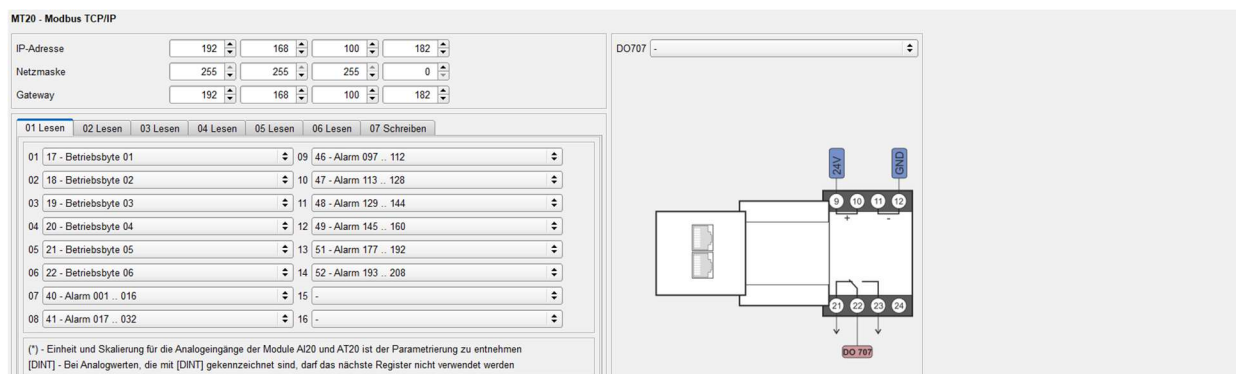 MT20 - Modbus TCP/IP
IP-Adresse 192 168 100 182
Netzmaske 255 255 255 0
Gateway 192 168 100 182
01 Lesen 02 Lesen 03 Lesen 04 Lesen 05 Lesen 06 Lesen 07 Schreiben
01 17 - Betriebsbyte 01 09 46 - Alarm 097 .. 112
02 18 - Betriebsbyte 02 10 47 - Alarm 113 .. 128
03 19 - Betriebsbyte 03 11 48 - Alarm 129 .. 144
04 20 - Betriebsbyte 04 12 49 - Alarm 145 .. 160
05 21 - Betriebsbyte 05 13 51 - Alarm 177 .. 192
06 22 - Betriebsbyte 06 14 52 - Alarm 193 .. 208
07 40 - Alarm 001 .. 016 15 -
08 41 - Alarm 017 .. 032 16 -
(*) - Einheit und Skalierung für die Analogeingänge der Module AI20 und AT20 ist der Parametrierung zu entnehmen
[DINT] - Bei Analogwerten, die mit [DINT] gekennzeichnet sind, darf das nächste Register nicht verwendet werden
DO707 -
24V GND
9 10 11 12
+ -
21 22 23 24
DO 707